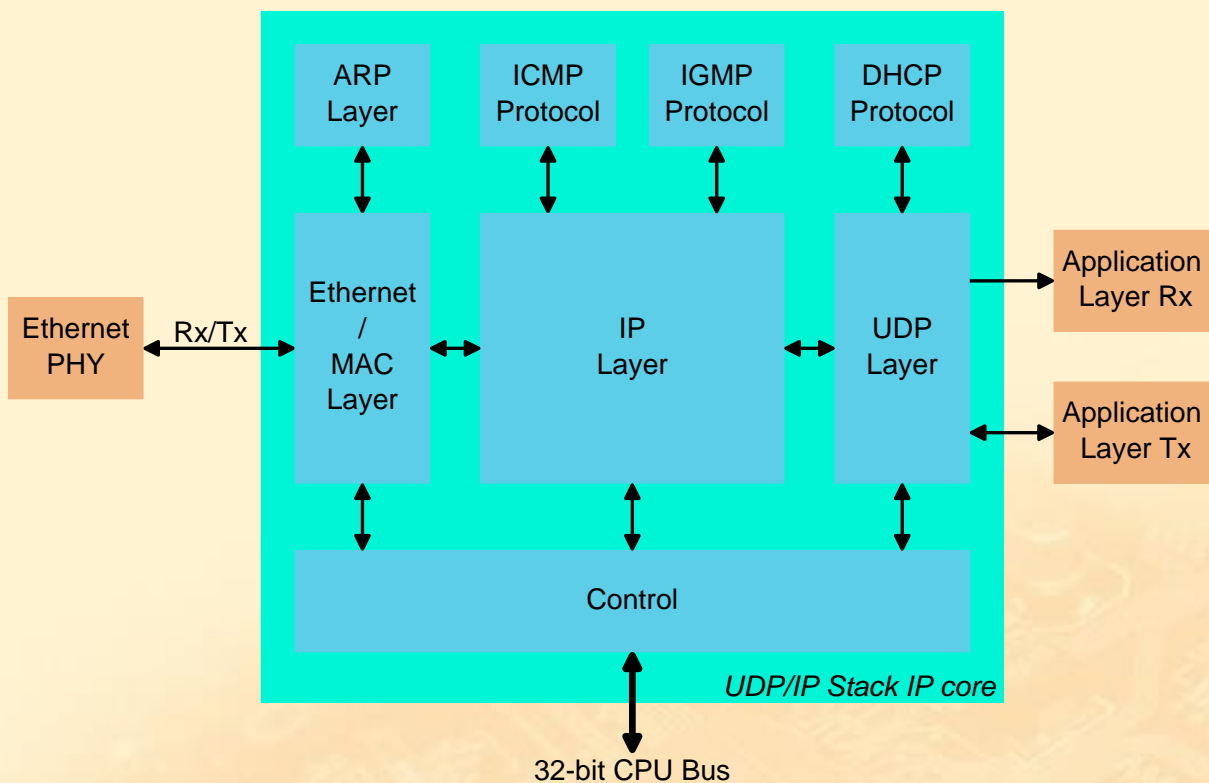 ARP
Layer
ICMP
Protocol
IGMP
Protocol
DHCP
Protocol
Ethernet
PHY
Rx/Tx
Ethernet
/
MAC
Layer
IP
Layer
UDP
Layer
Application
Layer Rx
Application
Layer Tx
Control
UDP/IP Stack IP core
32-bit CPU Bus